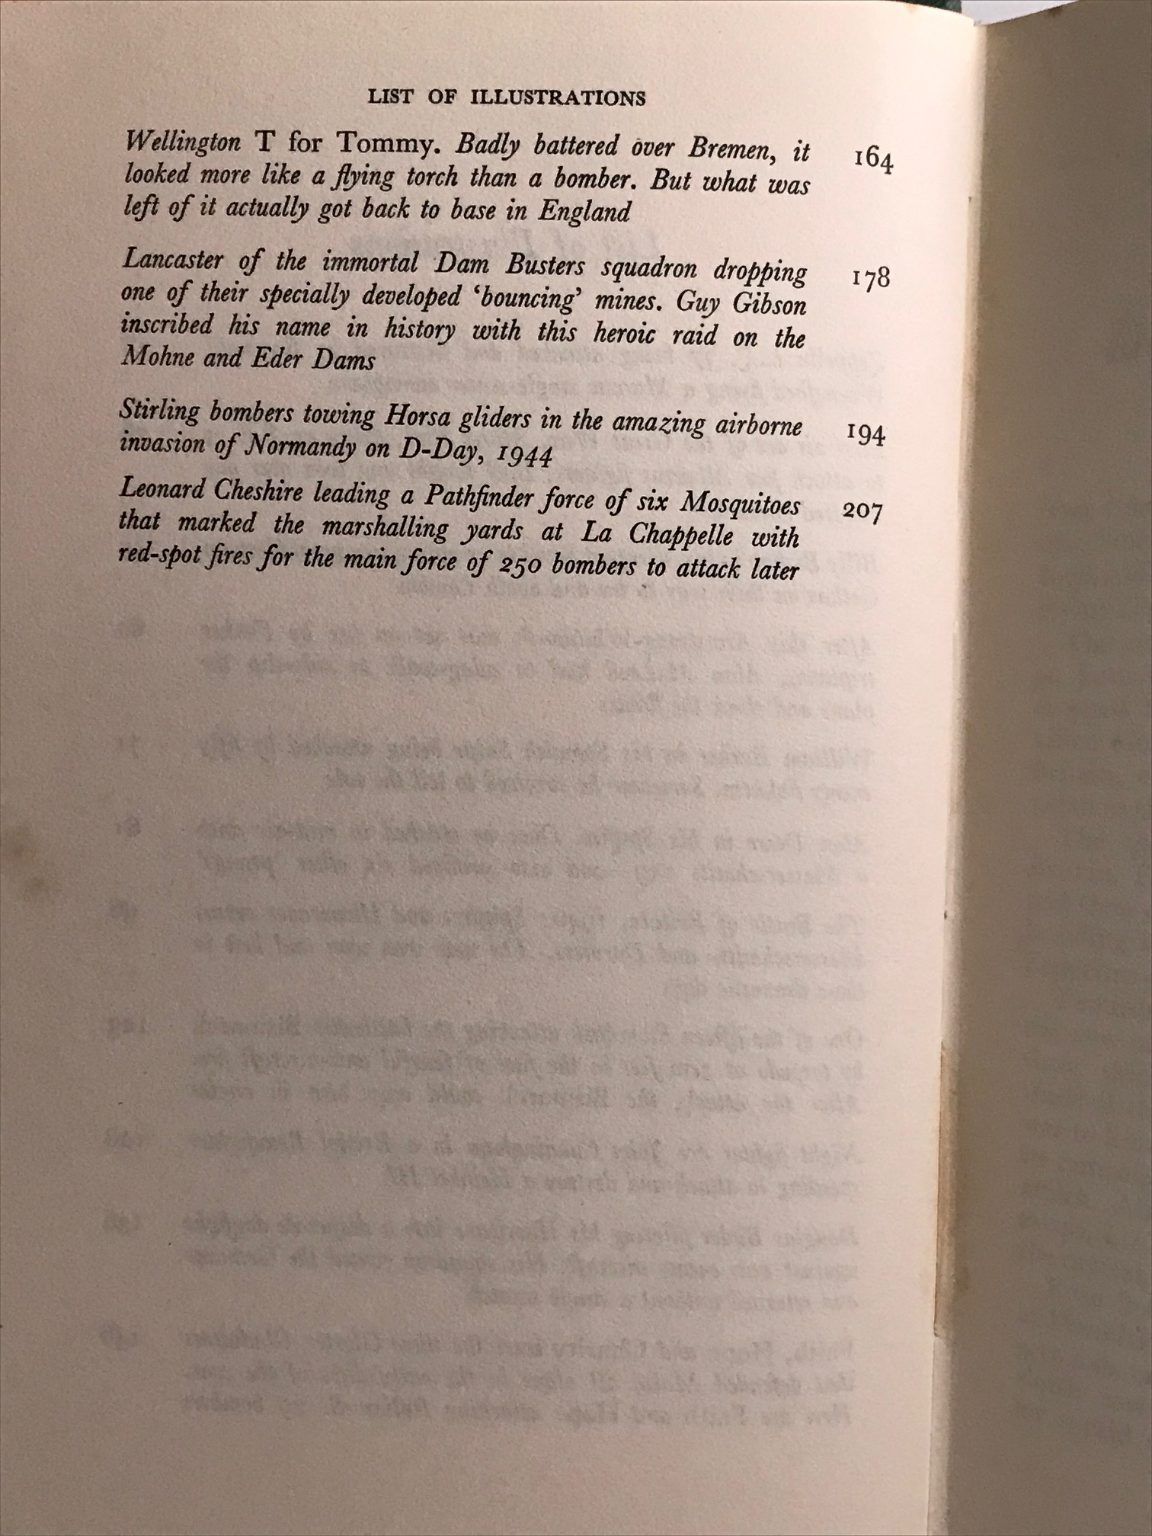 LIST OF ILLUSTRATIONS
Wellington T for Tommy. Badly battered over Bremen, it 164
looked more like a flying torch than a bomber. But what was
left of it actually got back to base in England
Lancaster of the immortal Dam Busters squadron dropping 178
one of their specially developed ‘bouncing’ mines. Guy Gibson
inscribed his name in history with this heroic raid on the
Mohne and Eder Dams
Stirling bombers towing Horsa gliders in the amazing airborne 194
invasion of Normandy on D-Day, 1944
Leonard Cheshire leading a Pathfinder force of six Mosquitoes 207
that marked the marshalling yards at La Chappelle with
red-spot fires for the main force of 250 bombers to attack later